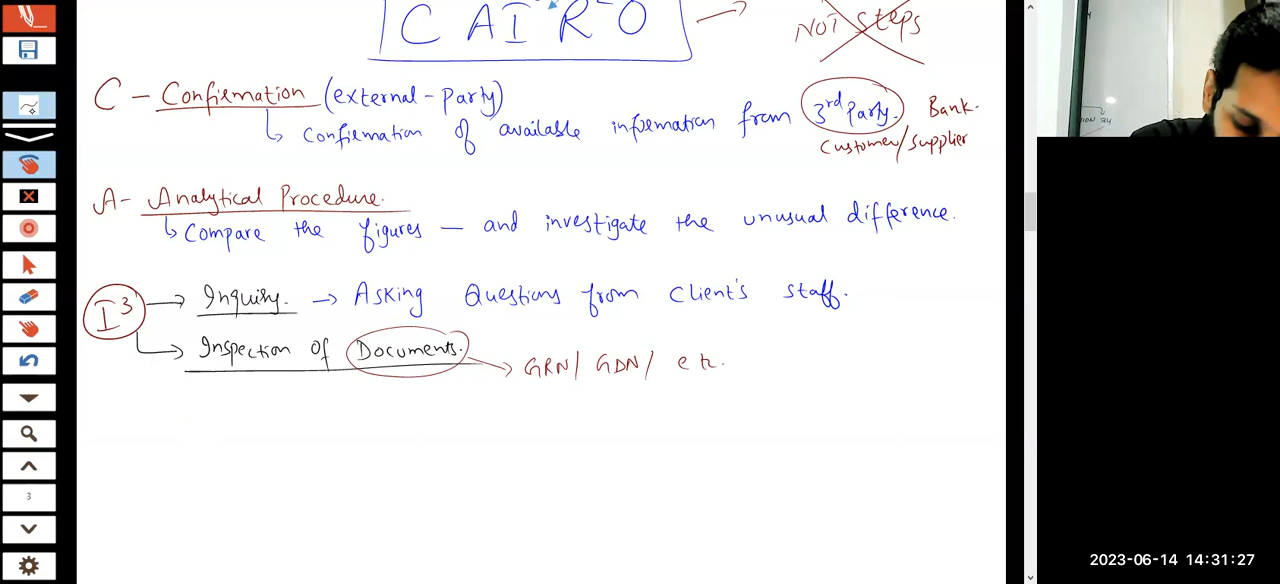 C A I R O → NOT steps
C - Confirmation (external-Party)
↳ Confirmation of available information from 3rd Party. Bank.
Customer/Supplier
A- Analytical Procedure.
↳ Compare the figures — and investigate the unusual difference.
I³ → Inquiry. → Asking Questions from Client's staff.
→ Inspection of Documents. → GRN/ GDN/ etc.
3
2023-06-14 14:31:27